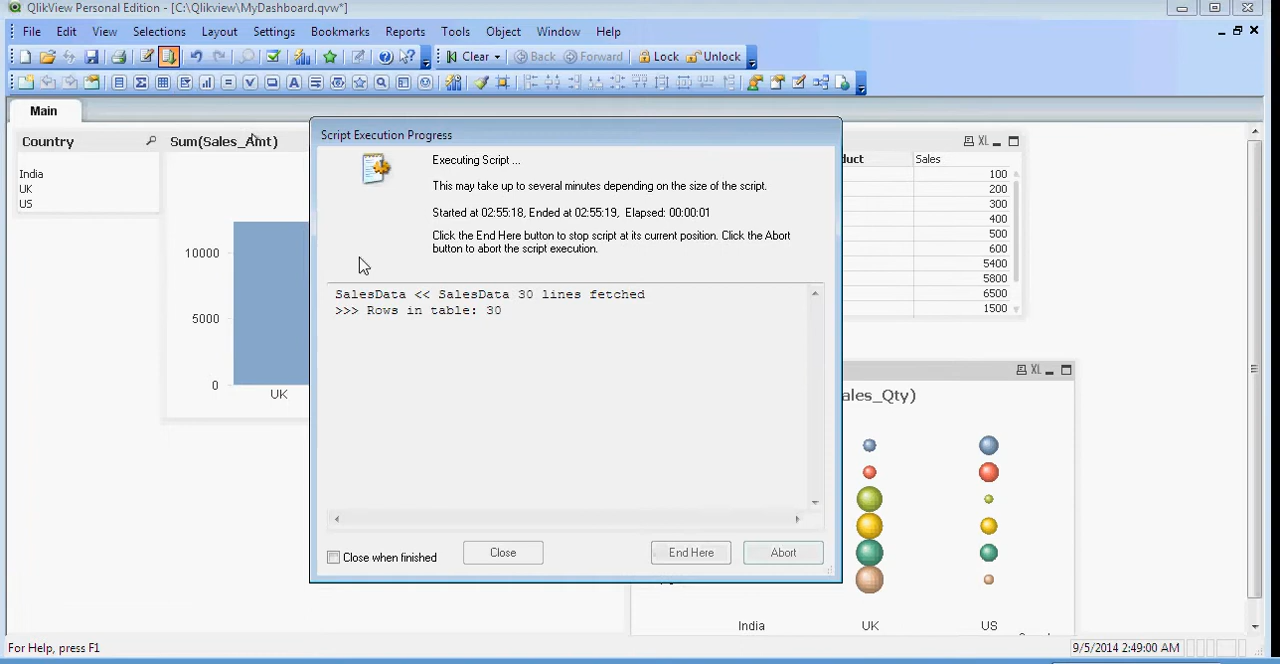 QlikView Personal Edition - [C:\Qlikview\MyDashboard.qvw*]
File Edit View Selections Layout Settings Bookmarks Reports Tools Object Window Help
Clear Back Forward Lock Unlock
Main
Country
India
UK
US
Sum(Sales_Amt)
10000
5000
0
UK
Script Execution Progress
Executing Script ...
This may take up to several minutes depending on the size of the script.
Started at 02:55:18, Ended at 02:55:19, Elapsed: 00:00:01
Click the End Here button to stop script at its current position. Click the Abort
button to abort the script execution.
SalesData << SalesData 30 lines fetched
>>> Rows in table: 30
Close when finished
Close
End Here
Abort
XL
duct Sales
100
200
300
400
500
600
5400
5800
6500
1500
XL
ales_Qty)
India UK US
For Help, press F1
9/5/2014 2:49:00 AM